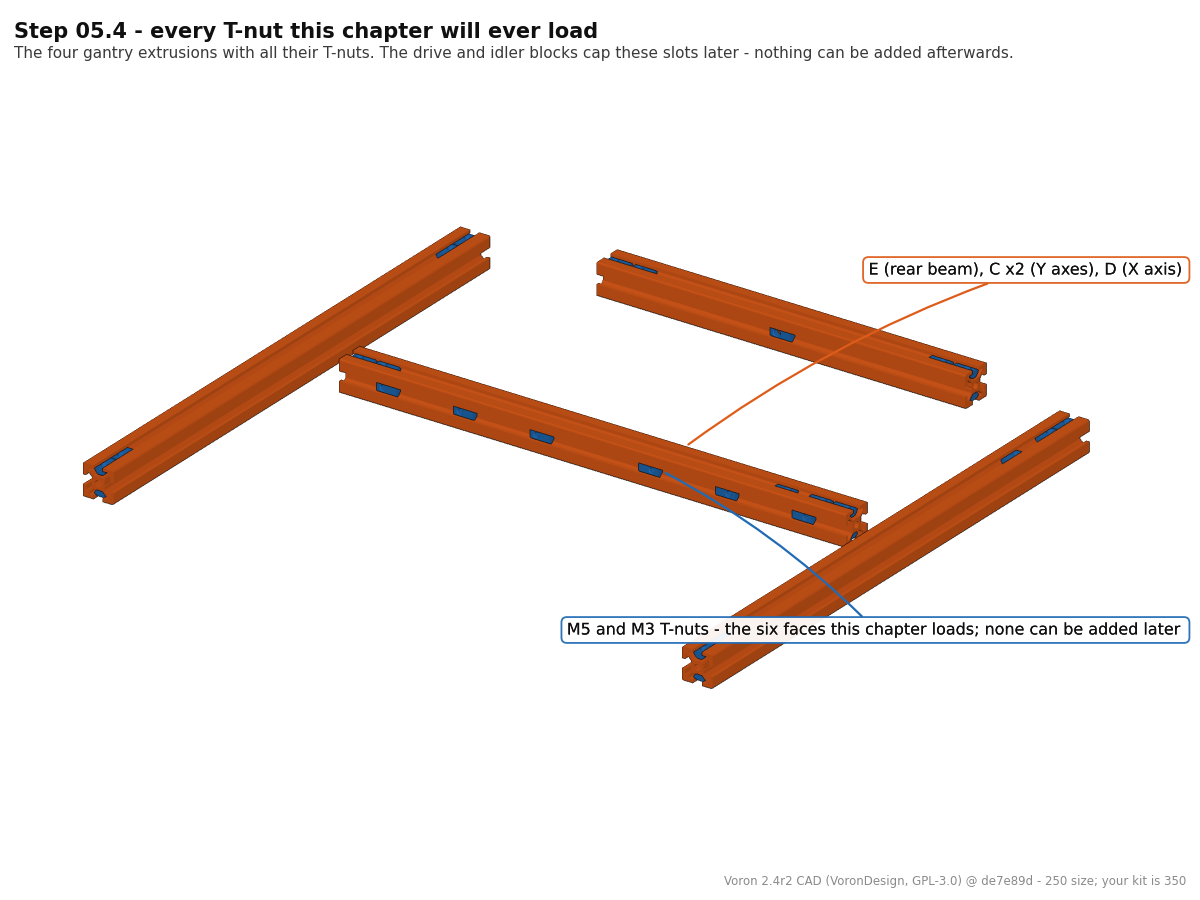 Step 05.4 - every T-nut this chapter will ever load
The four gantry extrusions with all their T-nuts. The drive and idler blocks cap these slots later - nothing can be added afterwards.
E (rear beam), C x2 (Y axes), D (X axis)
M5 and M3 T-nuts - the six faces this chapter loads; none can be added later
Voron 2.4r2 CAD (VoronDesign, GPL-3.0) @ de7e89d - 250 size; your kit is 350